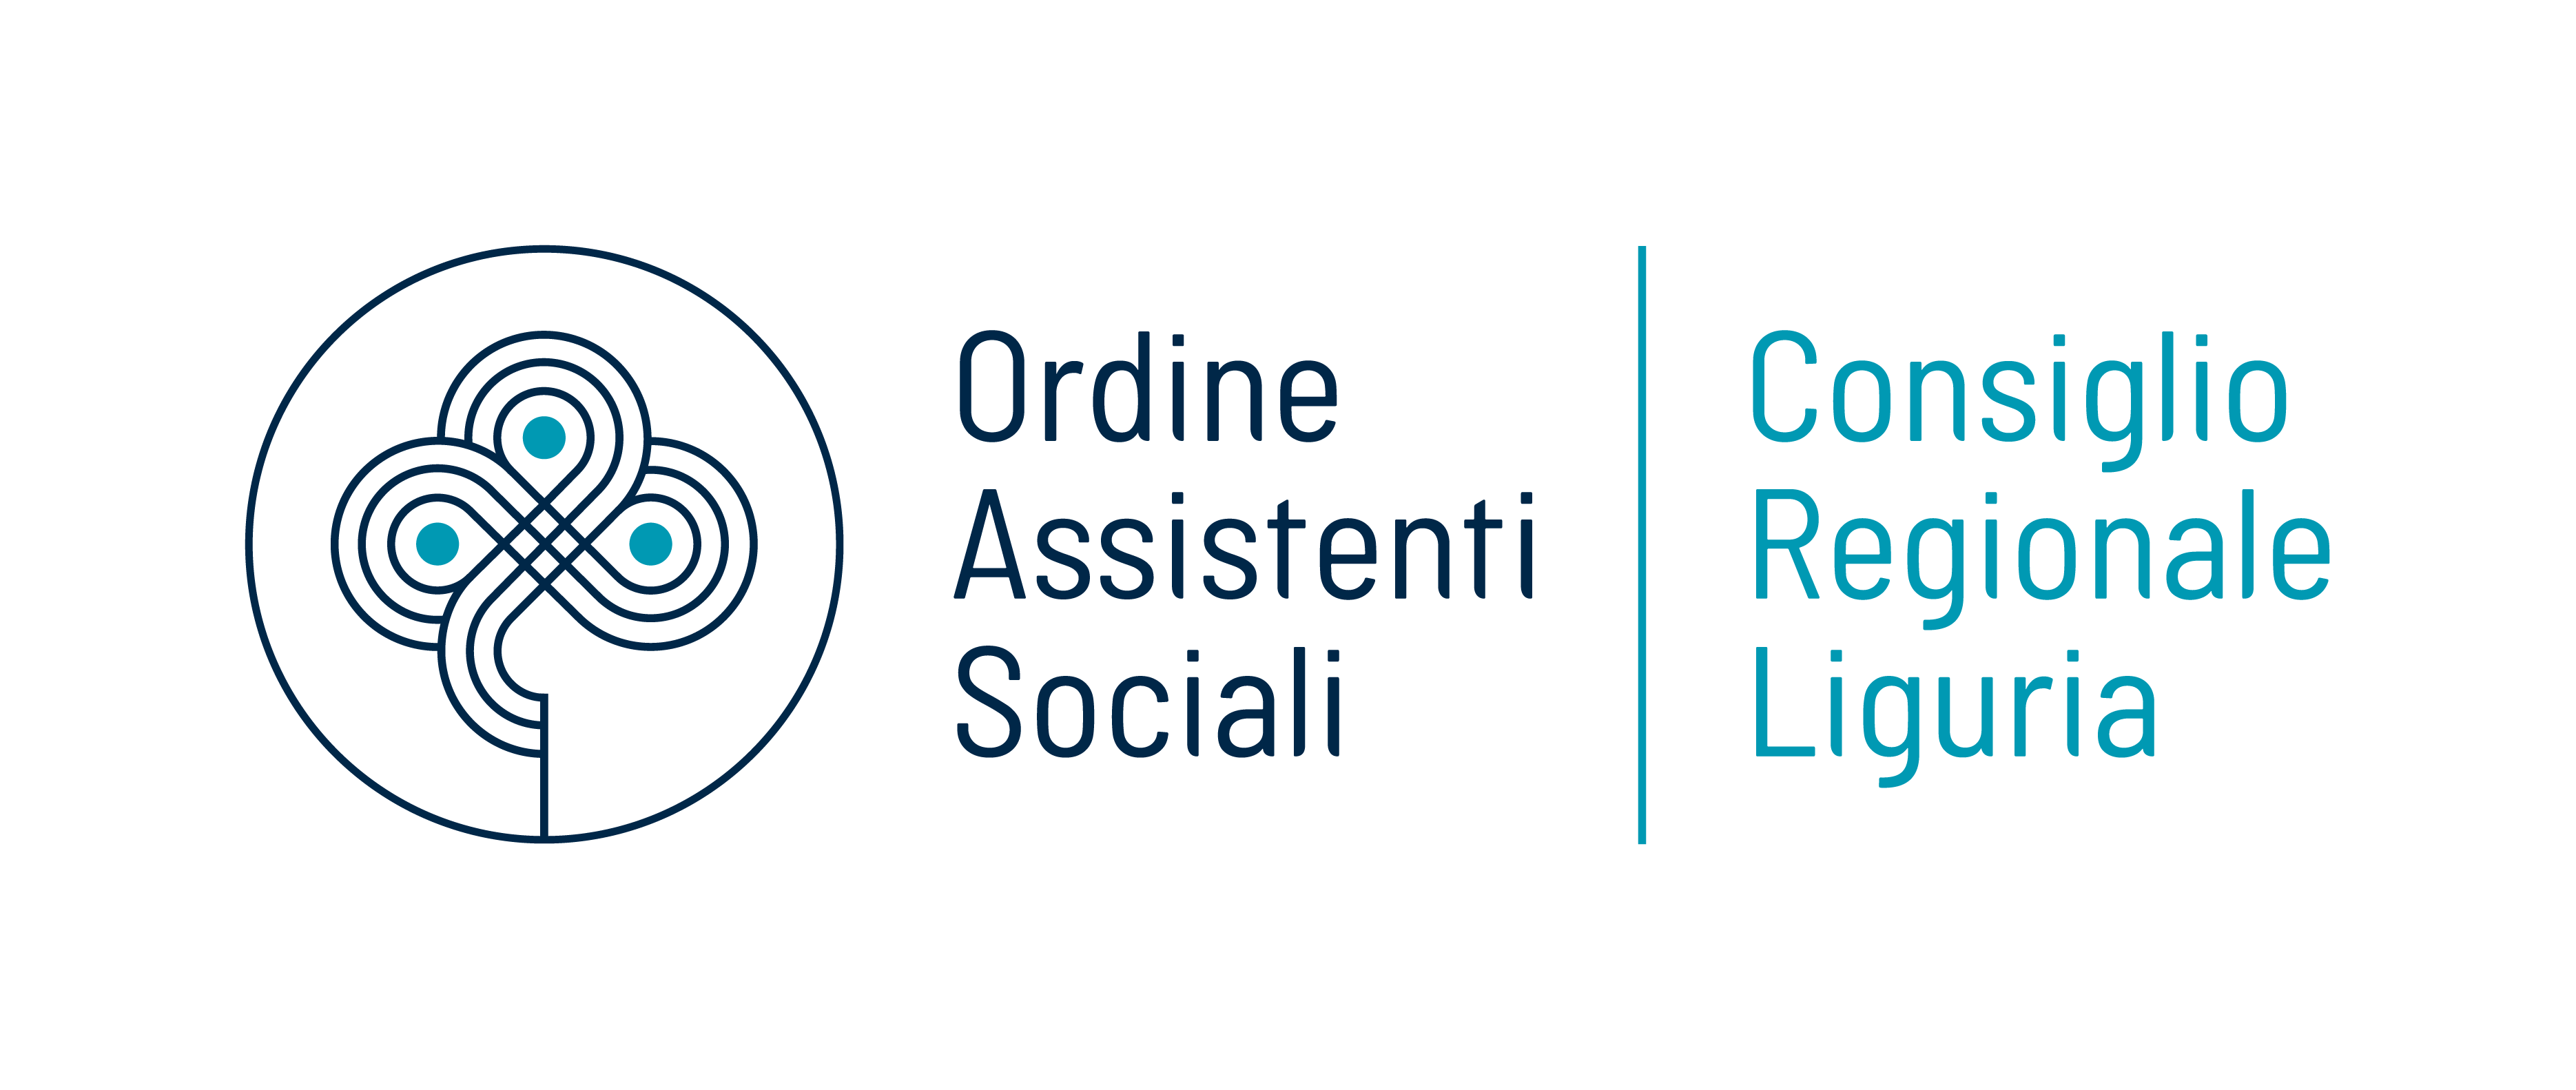 Ordine
Assistenti
Sociali
Consiglio
Regionale
Liguria